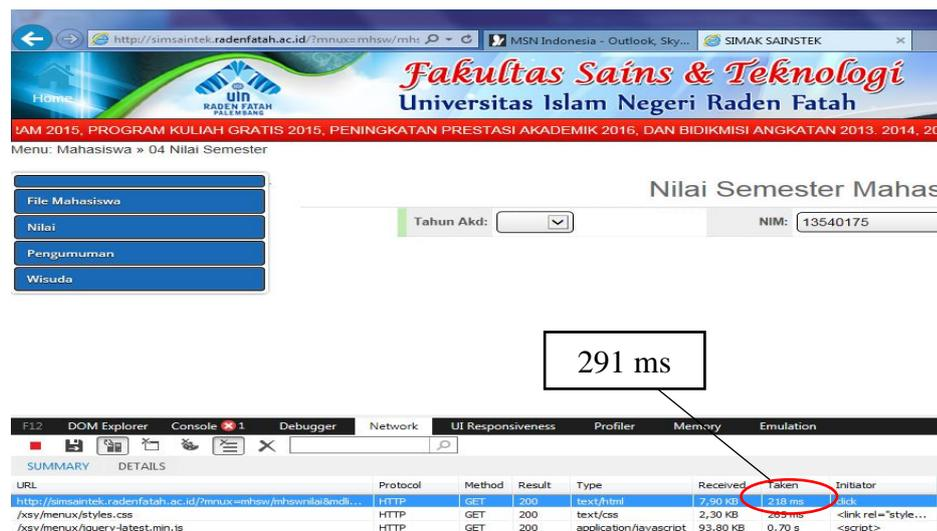 http://simsaintek.radenfatah.ac.id/?mnux=mhsw/mhs
MSN Indonesia - Outlook, Sky...
SIMAK SAINSTEK
Home
uin
RADEN FATAH
PALEMBANG
Fakultas Sains & Teknologi
Universitas Islam Negeri Raden Fatah
AM 2015, PROGRAM KULIAH GRATIS 2015, PENINGKATAN PRESTASI AKADEMIK 2016, DAN BIDIKMISI ANGKATAN 2013. 2014, 20
Menu: Mahasiswa » 04 Nilai Semester
File Mahasiswa
Nilai
Pengumuman
Wisuda
Nilai Semester Mahas
Tahun Akd:
NIM: 13540175
291 ms
F12 DOM Explorer Console 1 Debugger Network UI Responsiveness Profiler Memory Emulation
SUMMARY DETAILS
URL Protocol Method Result Type Received Taken Initiator
http://simsaintek.radenfatah.ac.id/?mnux=mhsw/mhswnilai&mdli... HTTP GET 200 text/html 7,90 KB 218 ms click
/xsy/menux/styles.css HTTP GET 200 text/css 2,30 KB 265 ms <link rel="style...
/xsy/menux/jquery-latest.min.js HTTP GET 200 application/javascript 93,80 KB 0,70 s <script>